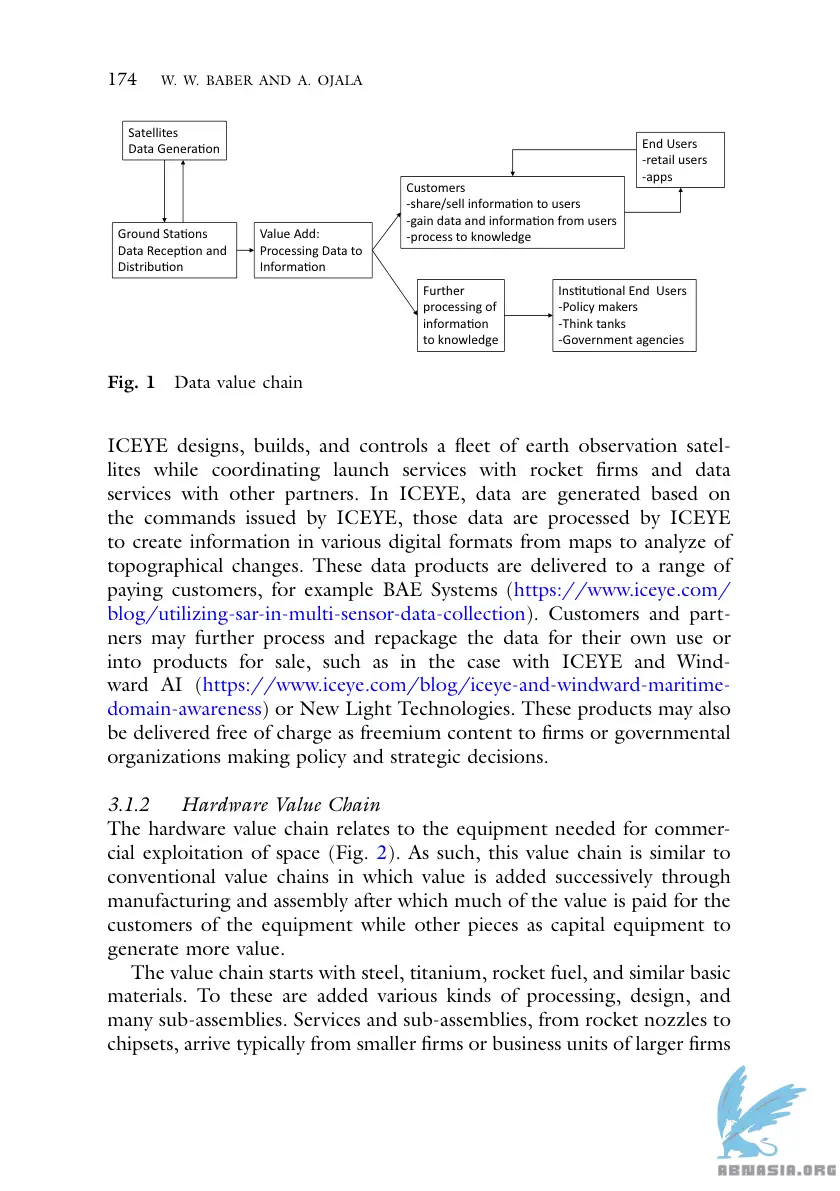 174 W. W. BABER AND A. OJALA
Satellites
Data Generation
Ground Stations
Data Reception and
Distribution
Value Add:
Processing Data to
Information
Customers
-share/sell information to users
-gain data and information from users
-process to knowledge
End Users
-retail users
-apps
Further
processing of
information
to knowledge
Institutional End Users
-Policy makers
-Think tanks
-Government agencies
Fig. 1 Data value chain
ICEYE designs, builds, and controls a fleet of earth observation satel-
lites while coordinating launch services with rocket firms and data
services with other partners. In ICEYE, data are generated based on
the commands issued by ICEYE, those data are processed by ICEYE
to create information in various digital formats from maps to analyze of
topographical changes. These data products are delivered to a range of
paying customers, for example BAE Systems (https://www.iceye.com/
blog/utilizing-sar-in-multi-sensor-data-collection). Customers and part-
ners may further process and repackage the data for their own use or
into products for sale, such as in the case with ICEYE and Wind-
ward AI (https://www.iceye.com/blog/iceye-and-windward-maritime-
domain-awareness) or New Light Technologies. These products may also
be delivered free of charge as freemium content to firms or governmental
organizations making policy and strategic decisions.
3.1.2 Hardware Value Chain
The hardware value chain relates to the equipment needed for commer-
cial exploitation of space (Fig. 2). As such, this value chain is similar to
conventional value chains in which value is added successively through
manufacturing and assembly after which much of the value is paid for the
customers of the equipment while other pieces as capital equipment to
generate more value.
The value chain starts with steel, titanium, rocket fuel, and similar basic
materials. To these are added various kinds of processing, design, and
many sub-assemblies. Services and sub-assemblies, from rocket nozzles to
chipsets, arrive typically from smaller firms or business units of larger firms
ABNASIA.ORG